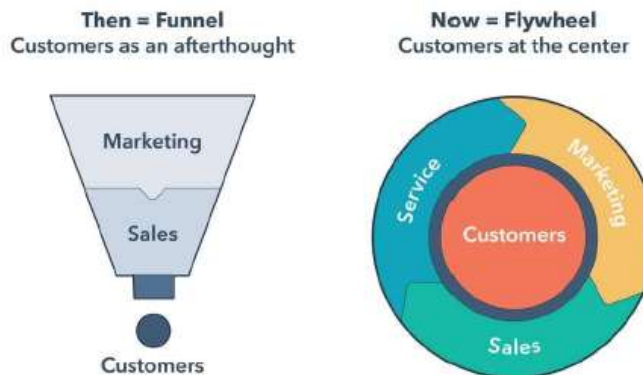 Then = Funnel
Customers as an afterthought
Marketing
Sales
Customers
Now = Flywheel
Customers at the center
Service
Marketing
Customers
Sales